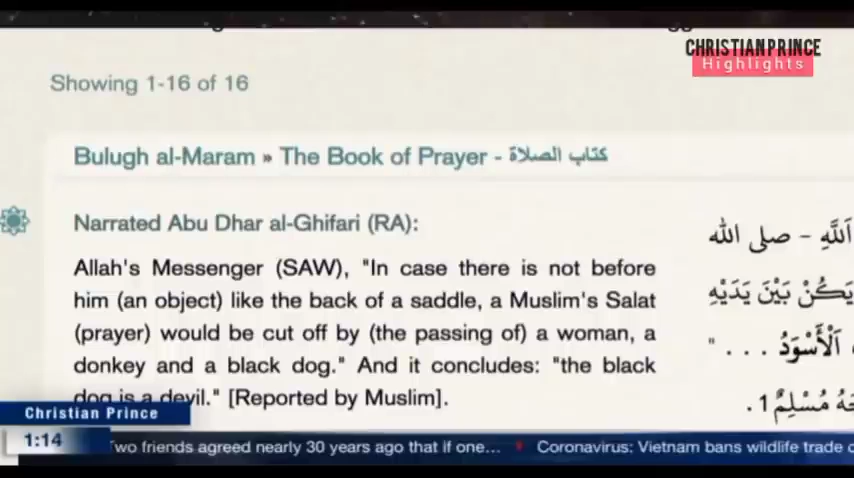 CHRISTIAN PRINCE
Highlights
Showing 1-16 of 16
Bulugh al-Maram » The Book of Prayer - كتاب الصلاة
Narrated Abu Dhar al-Ghifari (RA):
Allah's Messenger (SAW), "In case there is not before
him (an object) like the back of a saddle, a Muslim's Salat
(prayer) would be cut off by (the passing of) a woman, a
donkey and a black dog." And it concludes: "the black
dog is a devil." [Reported by Muslim].
اَللَّهِ - صلى الله
يَكُنْ بَيْنَ يَدَيْهِ
اَلْأَسْوَدُ . . . "
مُسْلِمٌ 1.
Christian Prince
1:14
Two friends agreed nearly 30 years ago that if one... Coronavirus: Vietnam bans wildlife trade